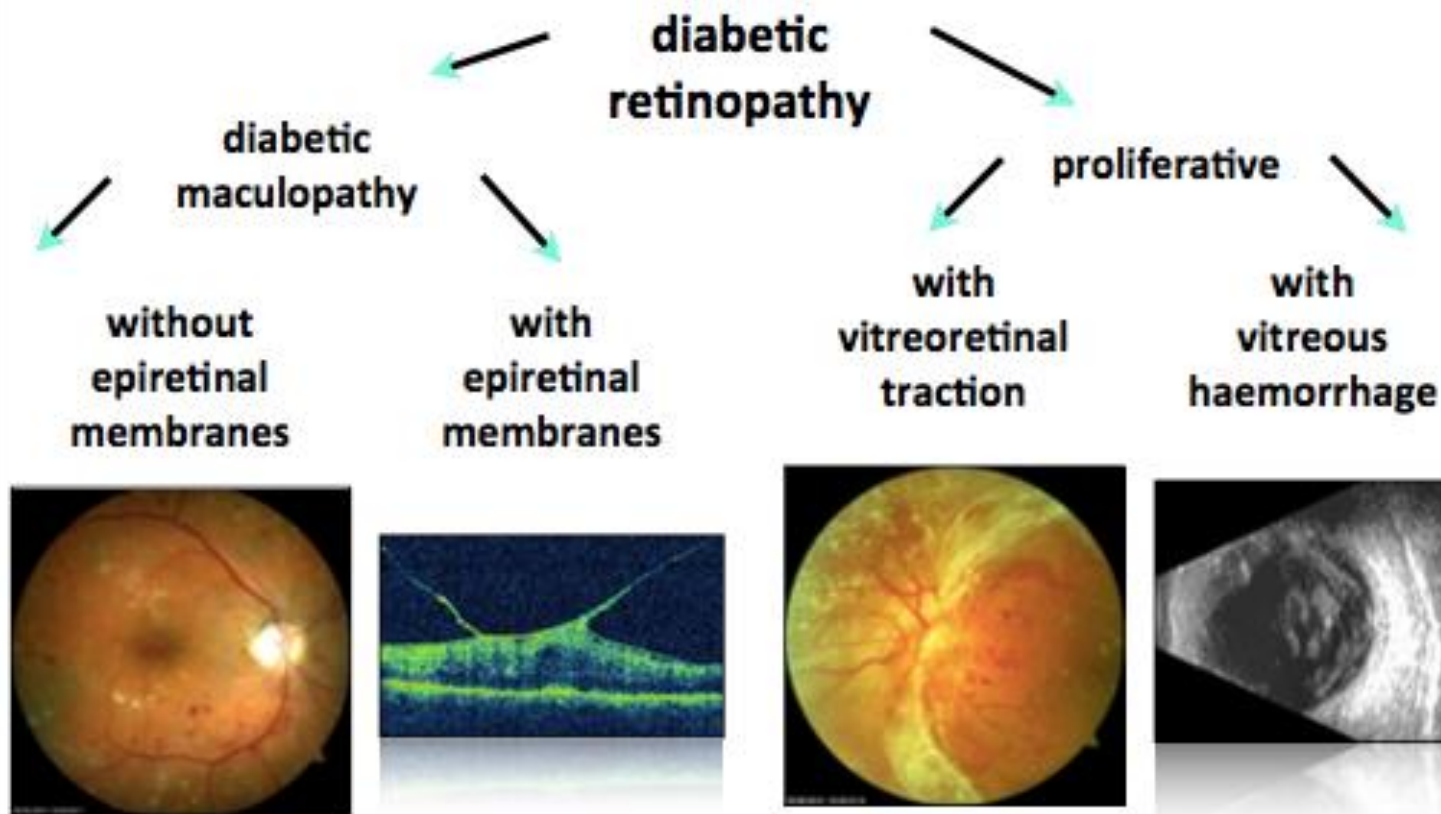 diabetic
retinopathy
diabetic
maculopathy
proliferative
without
epiretinal
membranes
with
epiretinal
membranes
with
vitreoretinal
traction
with
vitreous
haemorrhage